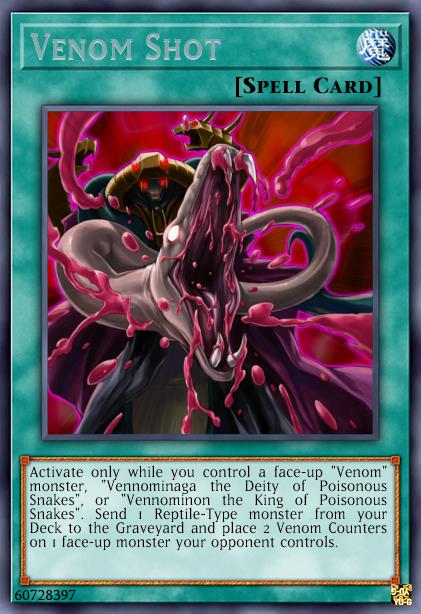 Venom Shot
魔
[Spell Card]
Activate only while you control a face-up "Venom"
monster, "Vennominaga the Deity of Poisonous
Snakes", or "Vennominon the King of Poisonous
Snakes". Send 1 Reptile-Type monster from your
Deck to the Graveyard and place 2 Venom Counters
on 1 face-up monster your opponent controls.
60728397